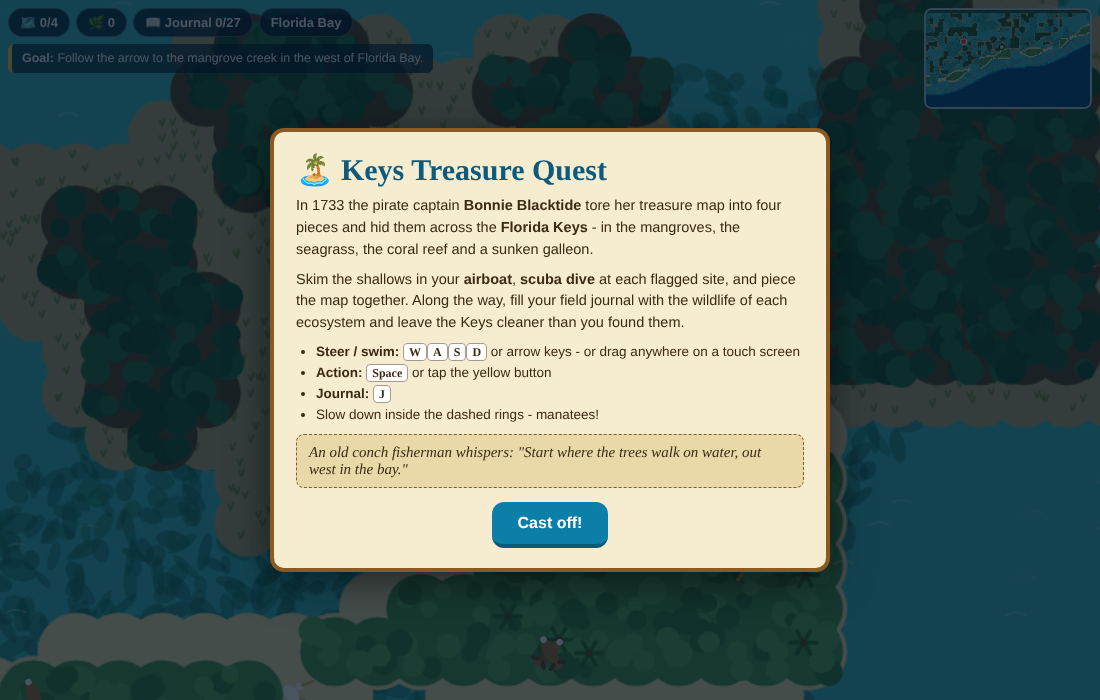 0/4
0
Journal 0/27
Florida Bay
Goal: Follow the arrow to the mangrove creek in the west of Florida Bay.
Keys Treasure Quest
In 1733 the pirate captain Bonnie Blacktide tore her treasure map into four
pieces and hid them across the Florida Keys - in the mangroves, the
seagrass, the coral reef and a sunken galleon.
Skim the shallows in your airboat, scuba dive at each flagged site, and piece
the map together. Along the way, fill your field journal with the wildlife of each
ecosystem and leave the Keys cleaner than you found them.
• Steer / swim: W A S D or arrow keys - or drag anywhere on a touch screen
• Action: Space or tap the yellow button
• Journal: J
• Slow down inside the dashed rings - manatees!
An old conch fisherman whispers: "Start where the trees walk on water, out
west in the bay."
Cast off!